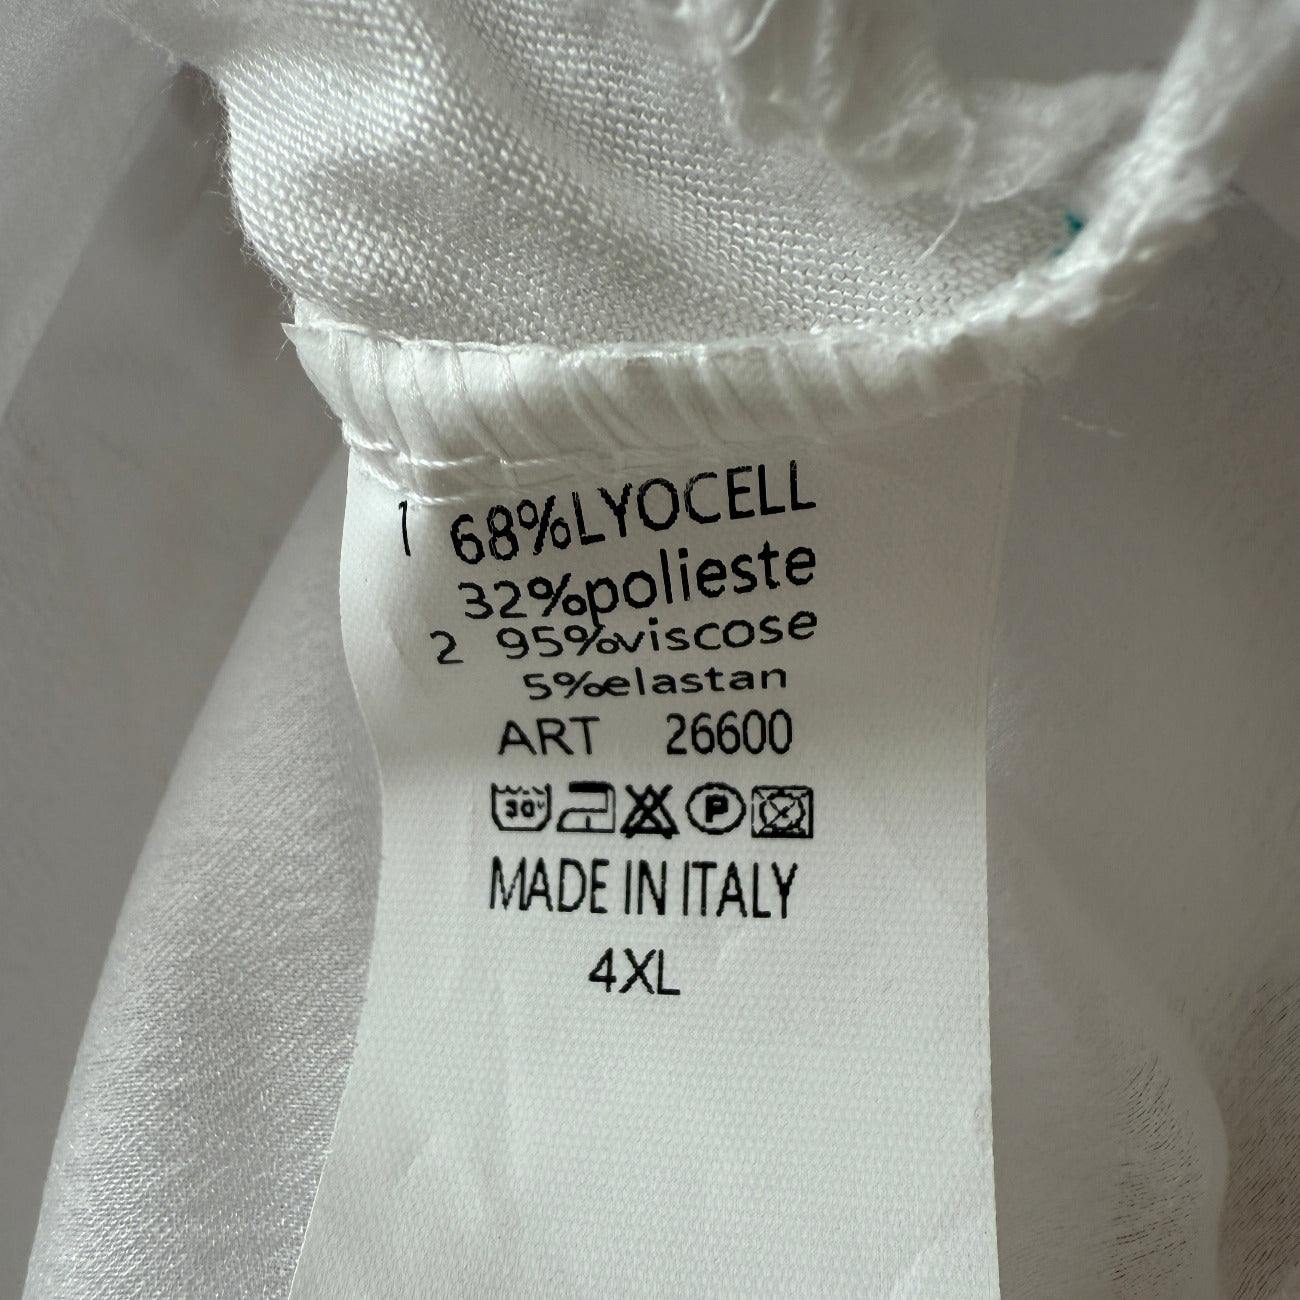 1 68%LYOCELL
32%polieste
2 95%viscose
5%elastan
ART 26600
30° P
MADE IN ITALY
4XL